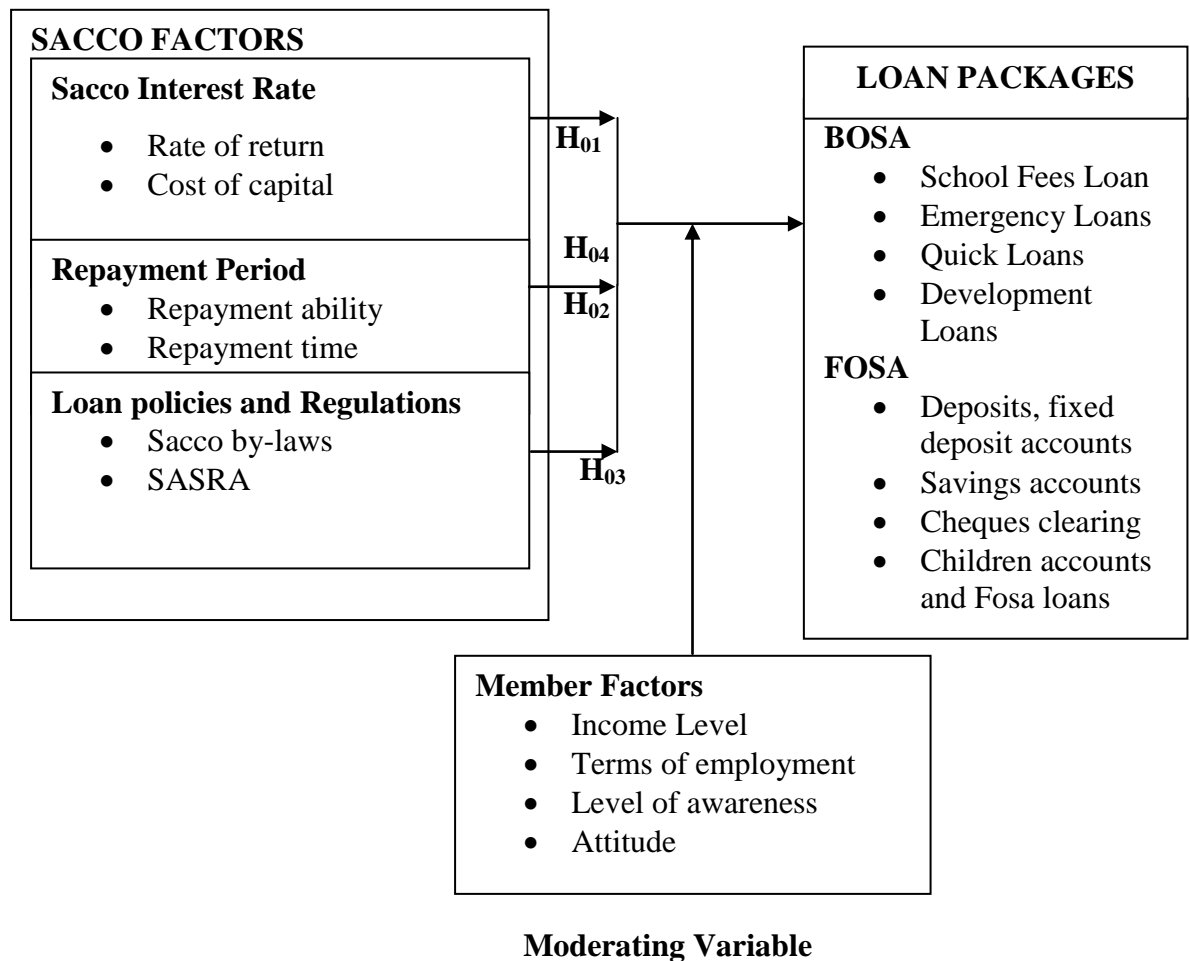 SACCO FACTORS
Sacco Interest Rate
• Rate of return
• Cost of capital
Repayment Period
• Repayment ability
• Repayment time
Loan policies and Regulations
• Sacco by-laws
• SASRA
H01
H04
H02
H03
LOAN PACKAGES
BOSA
• School Fees Loan
• Emergency Loans
• Quick Loans
• Development
Loans
FOSA
• Deposits, fixed
deposit accounts
• Savings accounts
• Cheques clearing
• Children accounts
and Fosa loans
Member Factors
• Income Level
• Terms of employment
• Level of awareness
• Attitude
Moderating Variable